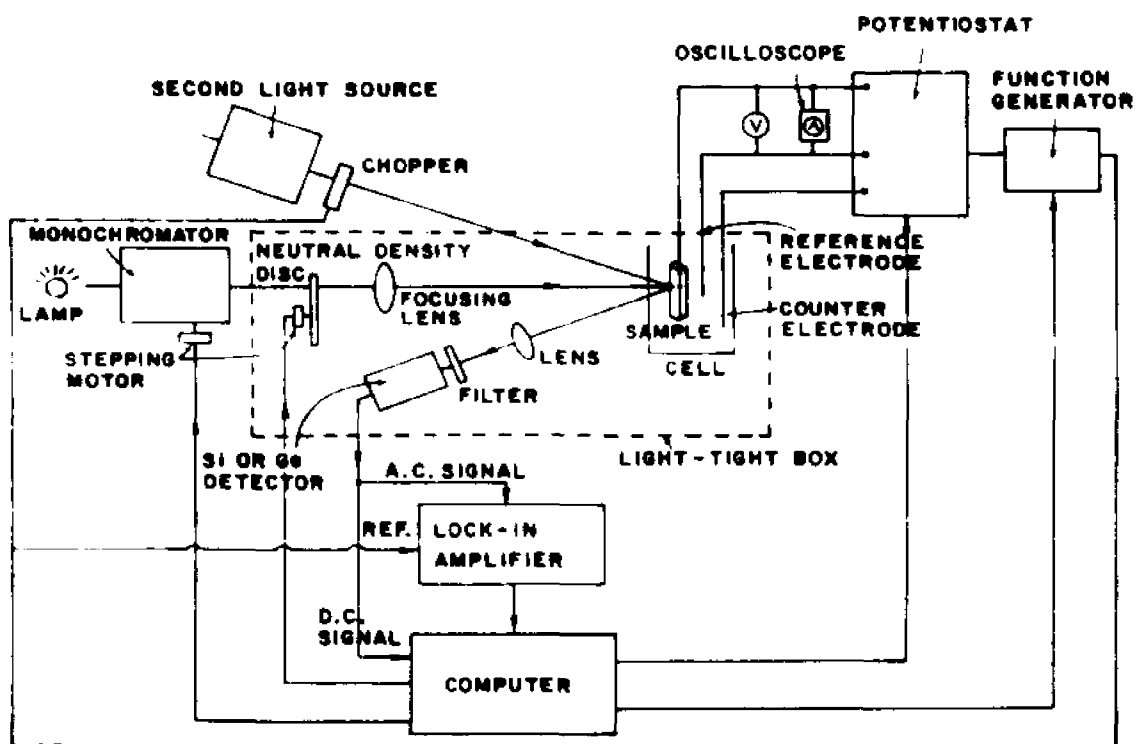 POTENTIOSTAT
OSCILLOSCOPE
FUNCTION
GENERATOR
SECOND LIGHT SOURCE
V
A
CHOPPER
MONOCHROMATOR
NEUTRAL DENSITY
DISC
REFERENCE
ELECTRODE
LAMP
FOCUSING
LENS
SAMPLE
COUNTER
ELECTRODE
STEPPING
MOTOR
LENS
CELL
FILTER
SI OR Ge
DETECTOR
LIGHT-TIGHT BOX
A.C. SIGNAL
REF.
LOCK-IN
AMPLIFIER
D.C.
SIGNAL
COMPUTER